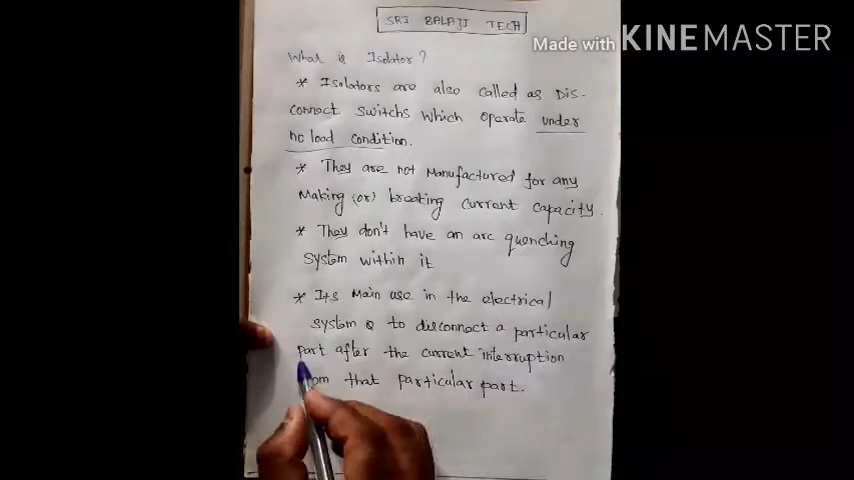 SRI BALAJI TECH
Made with KINEMASTER
What is Isolator?
* Isolators are also called as Dis-
connect switchs which operate under
no load condition.
* They are not Manufactured for any
Making (or) breaking current capacity.
* They don't have an arc quenching
system within it
* Its Main use in the electrical
system is to disconnect a particular
part after the current interruption
from that particular part.